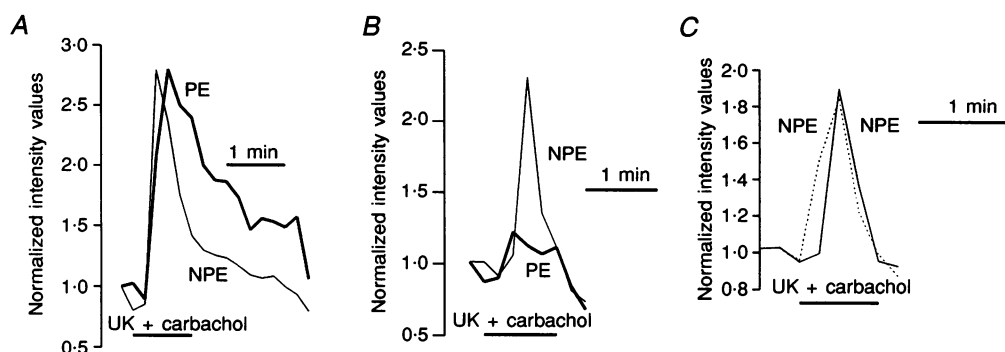 A
Normalized intensity values
3·0
2·5
2·0
1·5
1·0
0·5
PE
1 min
NPE
UK + carbachol
B
Normalized intensity values
2·5
2·0
1·5
1·0
0·5
NPE
1 min
PE
UK + carbachol
C
Normalized intensity values
2·0
1·8
1·6
1·4
1·2
1·0
0·8
NPE
NPE
1 min
UK + carbachol